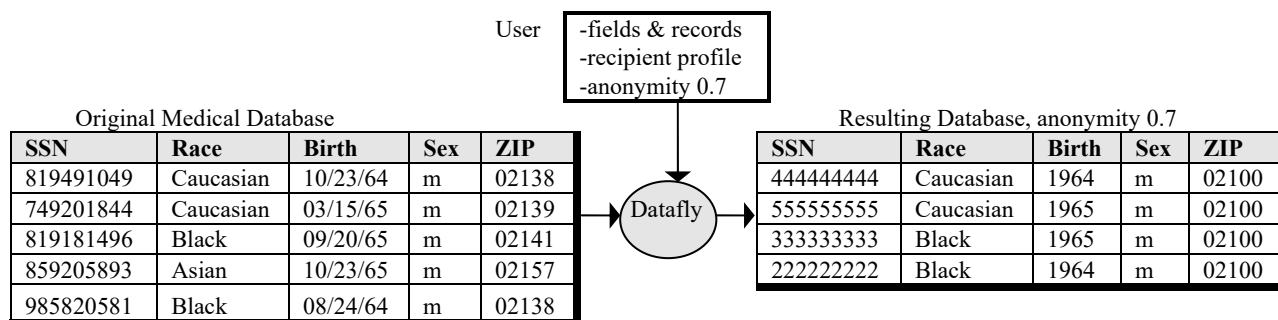 User
-fields & records
-recipient profile
-anonymity 0.7
Original Medical Database
SSN Race Birth Sex ZIP
819491049 Caucasian 10/23/64 m 02138
749201844 Caucasian 03/15/65 m 02139
819181496 Black 09/20/65 m 02141
859205893 Asian 10/23/65 m 02157
985820581 Black 08/24/64 m 02138
Datafly
Resulting Database, anonymity 0.7
SSN Race Birth Sex ZIP
444444444 Caucasian 1964 m 02100
555555555 Caucasian 1965 m 02100
333333333 Black 1965 m 02100
222222222 Black 1964 m 02100